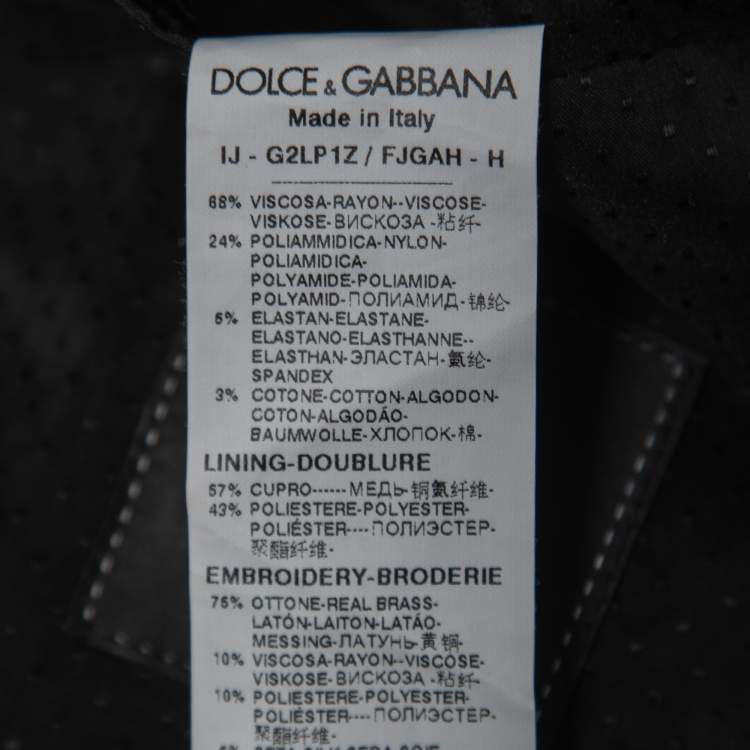 DOLCE & GABBANA
Made in Italy
IJ - G2LP1Z / FJGAH - H
68% VISCOSA-RAYON--VISCOSE-
VISKOSE-ВИСКОЗА -粘纤-
24% POLIAMMIDICA-NYLON-
POLIAMIDICA-
POLYAMIDE-POLIAMIDA-
POLYAMID-ПОЛИАМИД-锦纶-
5% ELASTAN-ELASTANE-
ELASTANO-ELASTHANNE--
ELASTHAN-ЭЛАСТАН-氨纶-
SPANDEX
3% COTONE-COTTON-ALGODON-
COTON-ALGODÁO-
BAUMWOLLE-ХЛОПОК-棉-
LINING-DOUBLURE
57% CUPRO------МЕДЬ-铜氨纤维-
43% POLIESTERE-POLYESTER-
POLIÉSTER----ПОЛИЭСТЕР-
聚酯纤维-
EMBROIDERY-BRODERIE
75% OTTONE-REAL BRASS-
LATÓN-LAITON-LATÁO-
MESSING-ЛАТУНЬ-黄铜-
10% VISCOSA-RAYON--VISCOSE-
VISKOSE-ВИСКОЗА -粘纤-
10% POLIESTERE-POLYESTER-
POLIÉSTER----ПОЛИЭСТЕР-
聚酯纤维-